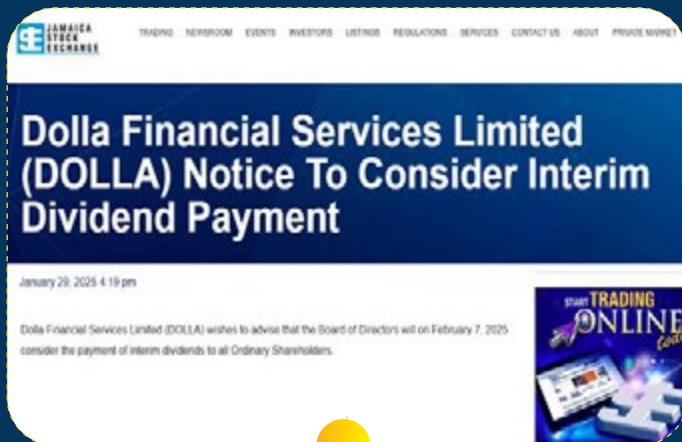 JAMAICA
STOCK
EXCHANGE
TRADING NEWSROOM EVENTS INVESTORS LISTINGS REGULATIONS SERVICES CONTACT US ABOUT PRIVATE MARKET
Dolla Financial Services Limited
(DOLLA) Notice To Consider Interim
Dividend Payment
January 29, 2025 4:19 pm
Dolla Financial Services Limited (DOLLA) wishes to advise that the Board of Directors will on February 7, 2025
consider the payment of interim dividends to all Ordinary Shareholders.
START TRADING
ONLINE
today